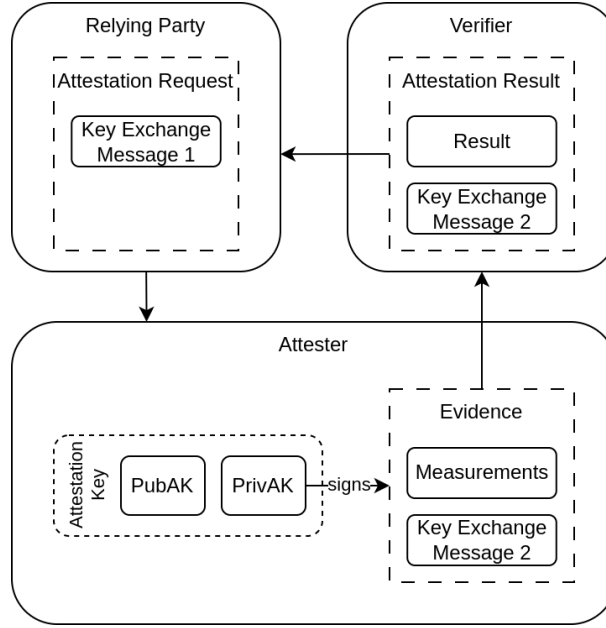 Relying Party
Attestation Request
Key Exchange
Message 1
Verifier
Attestation Result
Result
Key Exchange
Message 2
Attester
Attestation
Key
PubAK
PrivAK
signs
Evidence
Measurements
Key Exchange
Message 2